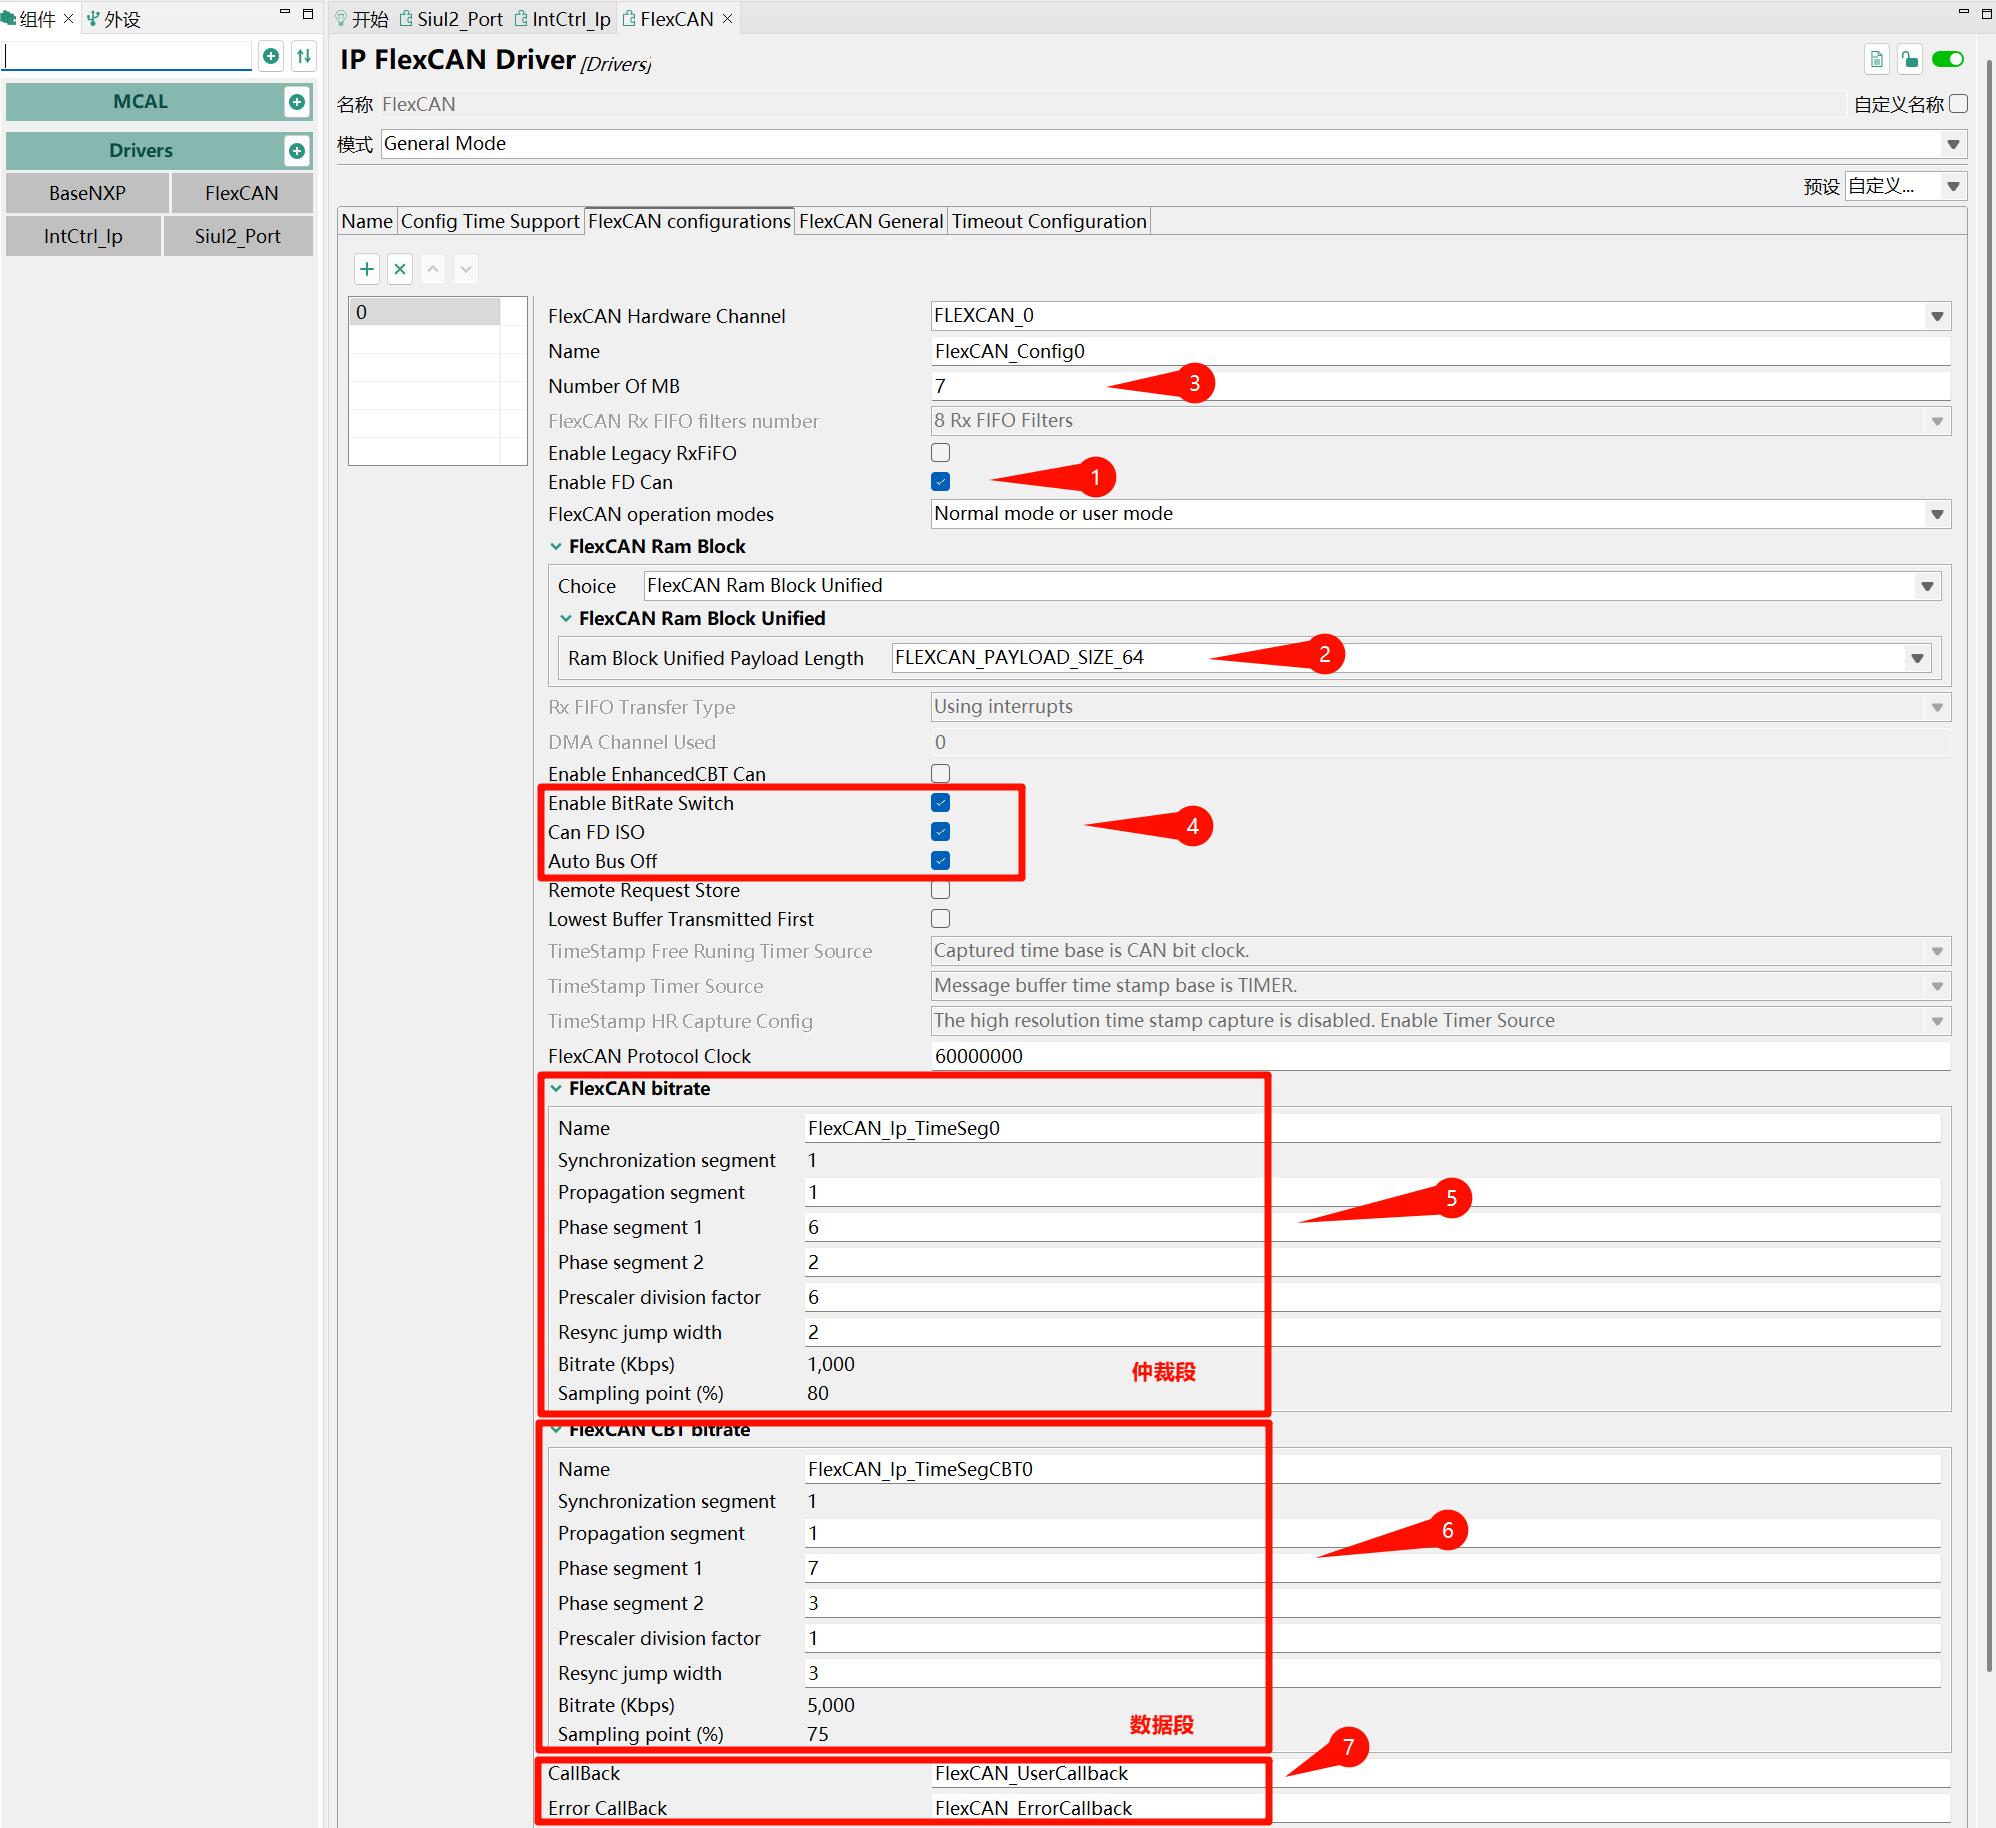 组件
外设
MCAL
Drivers
BaseNXP
FlexCAN
IntCtrl_Ip
Siul2_Port
开始
Siul2_Port
IntCtrl_Ip
FlexCAN
IP FlexCAN Driver [Drivers]
名称 FlexCAN
自定义名称
模式 General Mode
预设 自定义...
Name
Config Time Support
FlexCAN configurations
FlexCAN General
Timeout Configuration
0
FlexCAN Hardware Channel FLEXCAN_0
Name FlexCAN_Config0
Number Of MB 7
3
FlexCAN Rx FIFO filters number 8 Rx FIFO Filters
Enable Legacy RxFiFO
Enable FD Can
1
FlexCAN operation modes Normal mode or user mode
FlexCAN Ram Block
Choice FlexCAN Ram Block Unified
FlexCAN Ram Block Unified
Ram Block Unified Payload Length FLEXCAN_PAYLOAD_SIZE_64
2
Rx FIFO Transfer Type Using interrupts
DMA Channel Used 0
Enable EnhancedCBT Can
Enable BitRate Switch
Can FD ISO
4
Auto Bus Off
Remote Request Store
Lowest Buffer Transmitted First
TimeStamp Free Runing Timer Source Captured time base is CAN bit clock.
TimeStamp Timer Source Message buffer time stamp base is TIMER.
TimeStamp HR Capture Config The high resolution time stamp capture is disabled. Enable Timer Source
FlexCAN Protocol Clock 60000000
FlexCAN bitrate
Name FlexCAN_Ip_TimeSeg0
Synchronization segment 1
Propagation segment 1
5
Phase segment 1 6
Phase segment 2 2
Prescaler division factor 6
Resync jump width 2
Bitrate (Kbps) 1,000
仲裁段
Sampling point (%) 80
FlexCAN CBT bitrate
Name FlexCAN_Ip_TimeSegCBT0
Synchronization segment 1
Propagation segment 1
6
Phase segment 1 7
Phase segment 2 3
Prescaler division factor 1
Resync jump width 3
Bitrate (Kbps) 5,000
数据段
Sampling point (%) 75
7
CallBack FlexCAN_UserCallback
Error CallBack FlexCAN_ErrorCallback